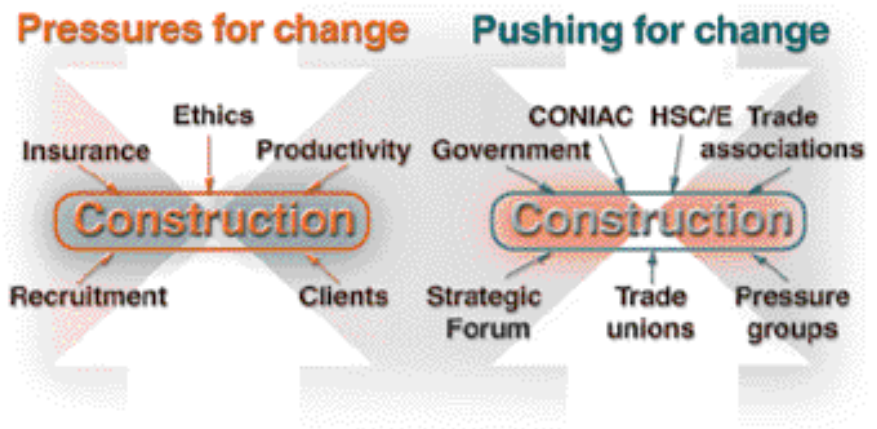 Pressures for change
Ethics
Insurance
Productivity
Construction
Recruitment
Clients
Pushing for change
CONIAC
HSC/E
Trade
associations
Government
Construction
Strategic
Forum
Trade
unions
Pressure
groups